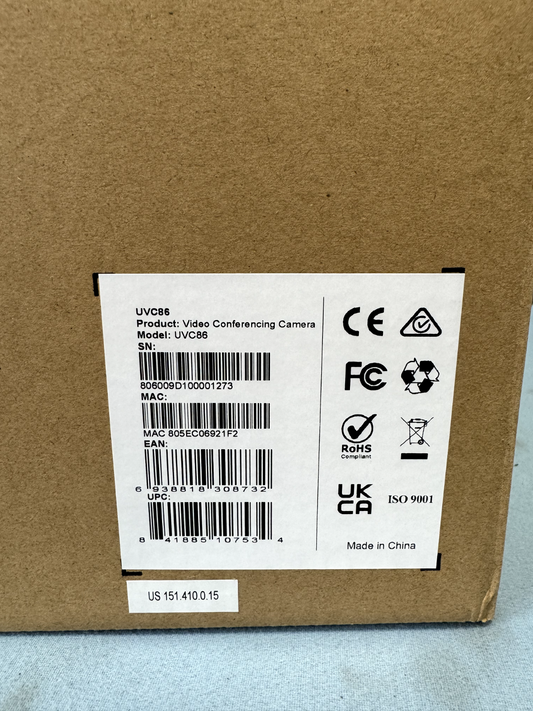 UVC86
Product: Video Conferencing Camera
Model: UVC86
SN:
806009D100001273
MAC:
MAC 805EC06921F2
EAN:
6 938818 308732
UPC:
8 41885 10753 4
CE
FC
RoHS
Compliant
UK
CA
ISO 9001
Made in China
US 151.410.0.15